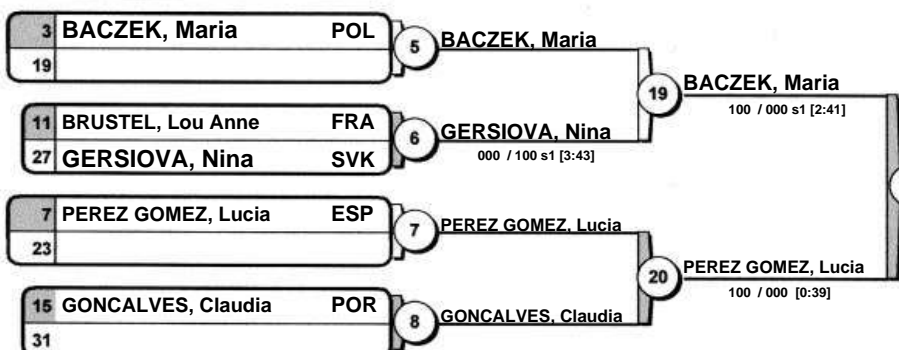 3 BACZEK, Maria POL
19
5 BACZEK, Maria
11 BRUSTEL, Lou Anne FRA
27 GERSIOVA, Nina SVK
6 GERSIOVA, Nina
000 / 100 s1 [3:43]
19 BACZEK, Maria
100 / 000 s1 [2:41]
7 PEREZ GOMEZ, Lucia ESP
23
7 PEREZ GOMEZ, Lucia
15 GONCALVES, Claudia POR
31
8 GONCALVES, Claudia
20 PEREZ GOMEZ, Lucia
100 / 000 [0:39]